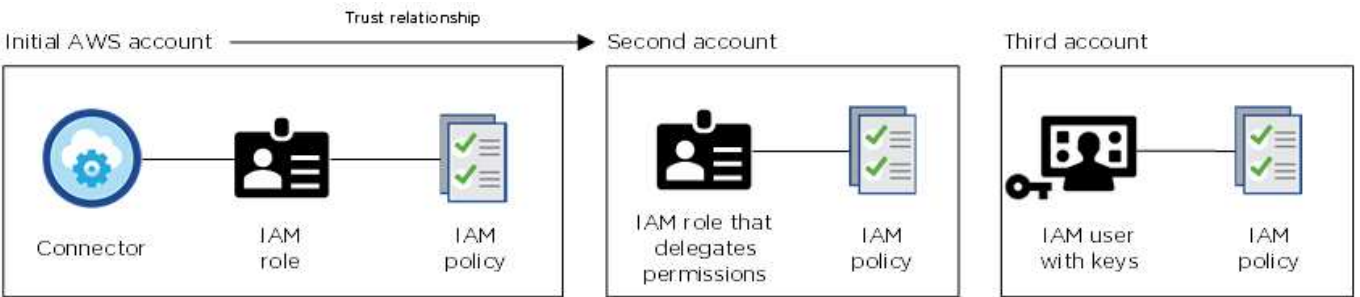 Trust relationship
Initial AWS account
Second account
Third account
Connector
IAM
role
IAM
policy
IAM role that
delegates
permissions
IAM
policy
IAM user
with keys
IAM
policy